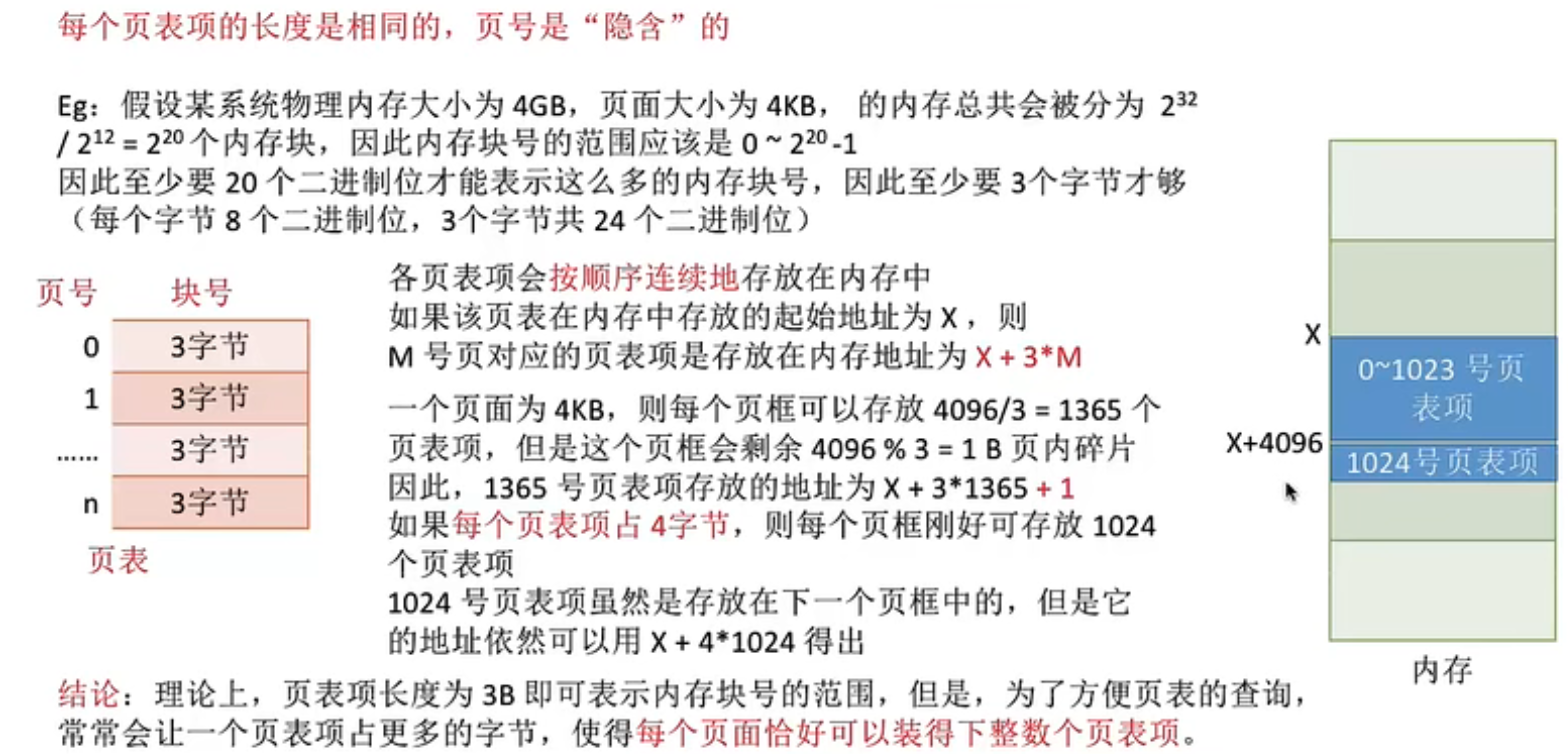 每个页表项的长度是相同的，页号是“隐含”的
Eg：假设某系统物理内存大小为 4GB，页面大小为 4KB， 的内存总共会被分为 2³²
/ 2¹² = 2²⁰ 个内存块，因此内存块号的范围应该是 0 ~ 2²⁰ -1
因此至少要 20 个二进制位才能表示这么多的内存块号，因此至少要 3个字节才够
（每个字节 8 个二进制位，3个字节共 24 个二进制位）
页号 块号
0 3字节
1 3字节
…… 3字节
n 3字节
页表
各页表项会按顺序连续地存放在内存中
如果该页表在内存中存放的起始地址为 X ，则
M 号页对应的页表项是存放在内存地址为 X + 3*M
一个页面为 4KB，则每个页框可以存放 4096/3 = 1365 个
页表项，但是这个页框会剩余 4096 % 3 = 1 B 页内碎片
因此，1365 号页表项存放的地址为 X + 3*1365 + 1
如果每个页表项占 4字节，则每个页框刚好可存放 1024
个页表项
1024 号页表项虽然是存放在下一个页框中的，但是它
的地址依然可以用 X + 4*1024 得出
X
0~1023 号页
表项
X+4096
1024号页表项
内存
结论：理论上，页表项长度为 3B 即可表示内存块号的范围，但是，为了方便页表的查询，
常常会让一个页表项占更多的字节，使得每个页面恰好可以装得下整数个页表项。